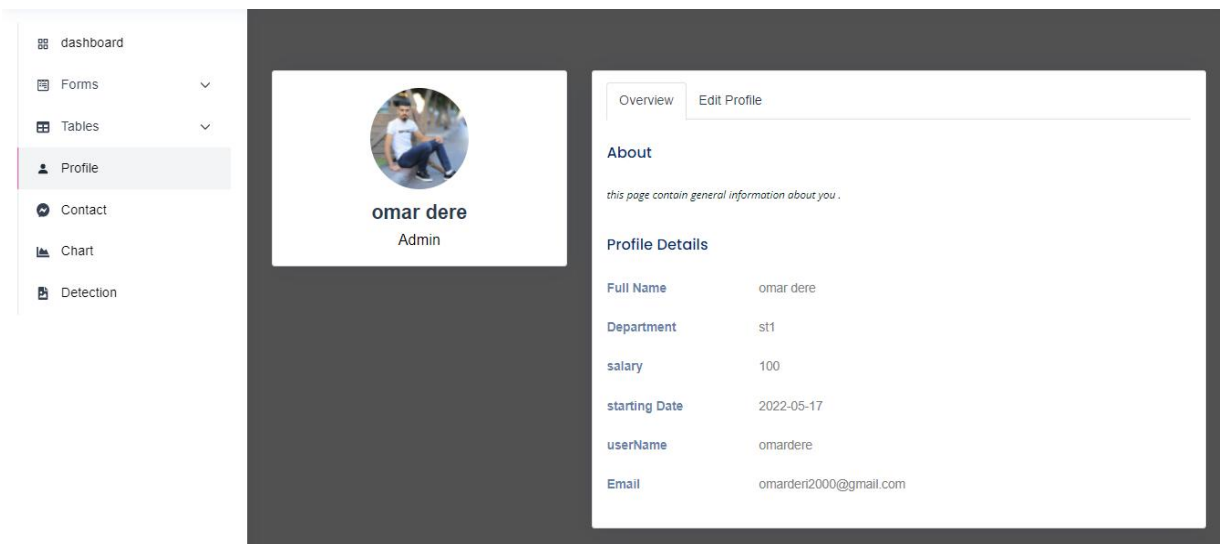 dashboard
Forms
Tables
Profile
Contact
Chart
Detection
omar dere
Admin
Overview Edit Profile
About
this page contain general information about you .
Profile Details
Full Name omar dere
Department st1
salary 100
starting Date 2022-05-17
userName omardere
Email omarderi2000@gmail.com